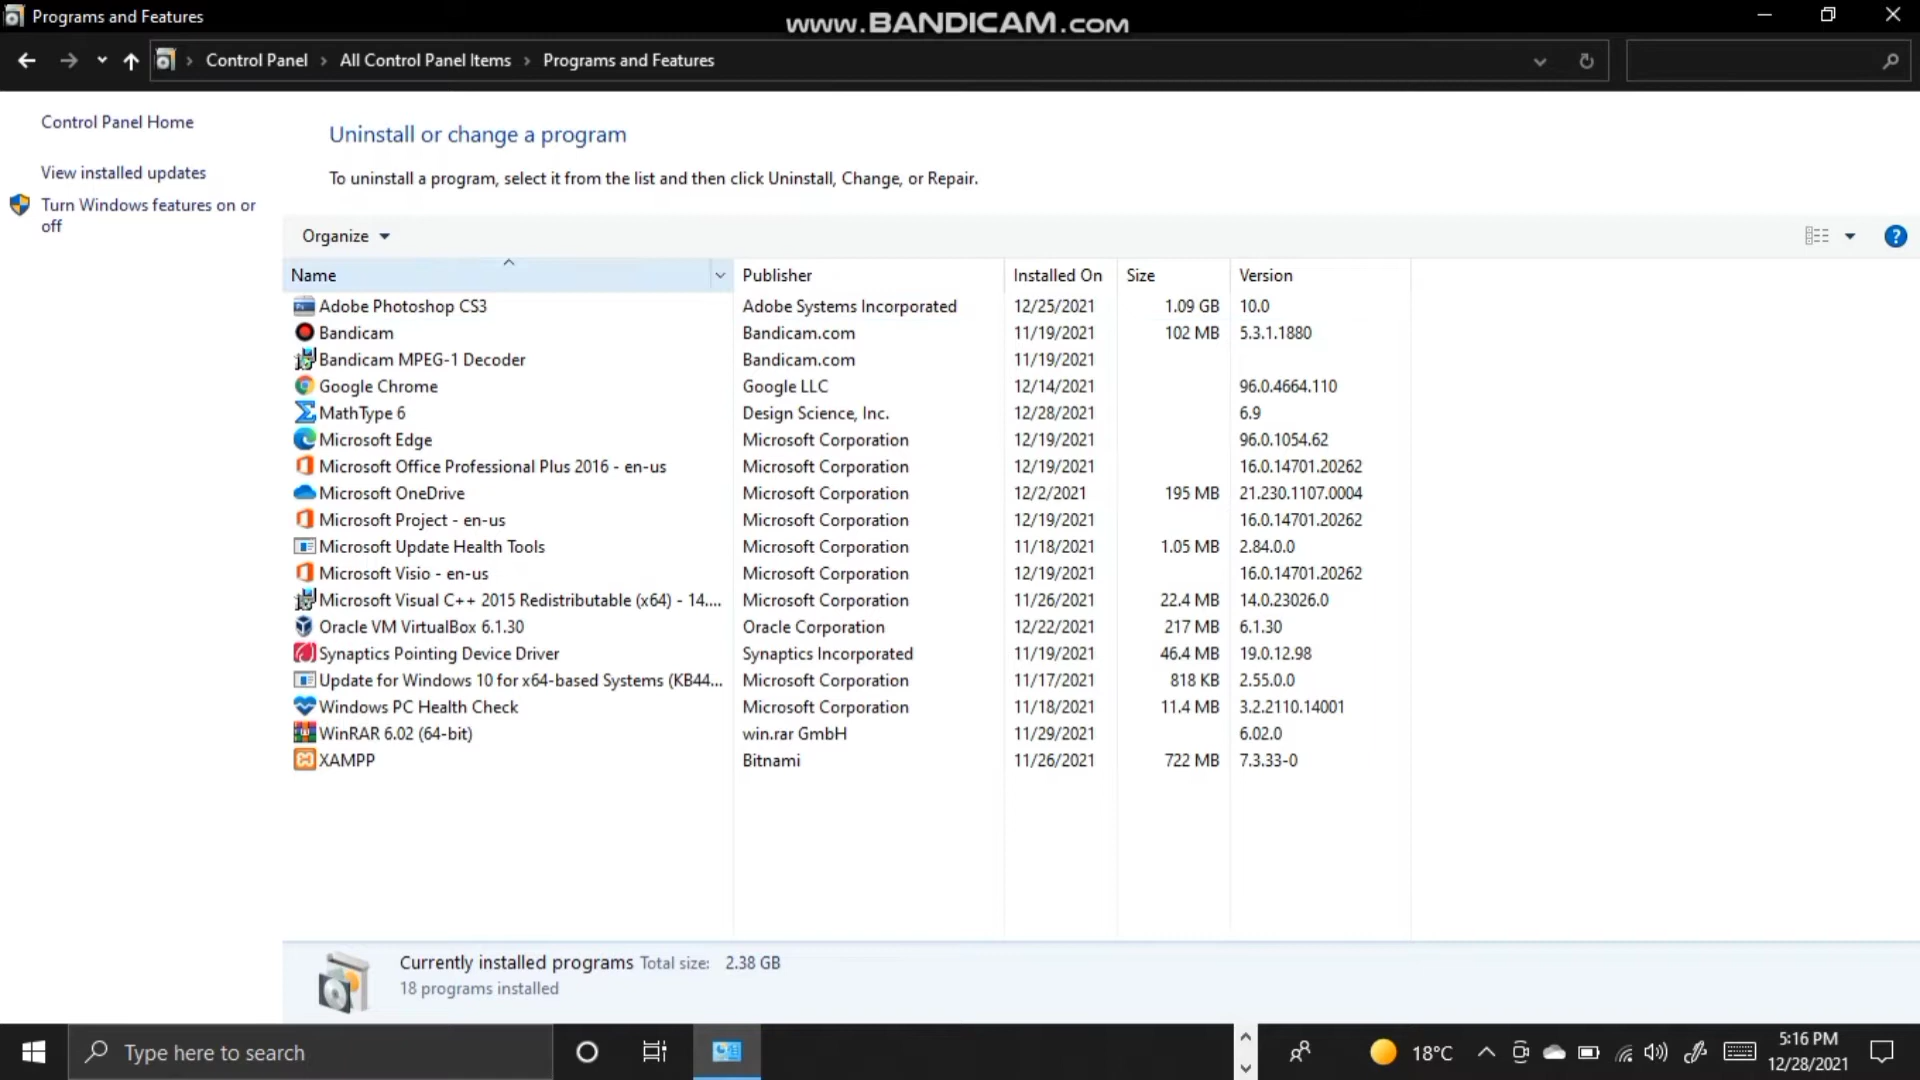 Programs and Features
www.BANDICAM.com
Control Panel > All Control Panel Items > Programs and Features
Control Panel Home
View installed updates
Turn Windows features on or
off
Uninstall or change a program
To uninstall a program, select it from the list and then click Uninstall, Change, or Repair.
Organize
Name Publisher Installed On Size Version
Adobe Photoshop CS3 Adobe Systems Incorporated 12/25/2021 1.09 GB 10.0
Bandicam Bandicam.com 11/19/2021 102 MB 5.3.1.1880
Bandicam MPEG-1 Decoder Bandicam.com 11/19/2021
Google Chrome Google LLC 12/14/2021 96.0.4664.110
MathType 6 Design Science, Inc. 12/28/2021 6.9
Microsoft Edge Microsoft Corporation 12/19/2021 96.0.1054.62
Microsoft Office Professional Plus 2016 - en-us Microsoft Corporation 12/19/2021 16.0.14701.20262
Microsoft OneDrive Microsoft Corporation 12/2/2021 195 MB 21.230.1107.0004
Microsoft Project - en-us Microsoft Corporation 12/19/2021 16.0.14701.20262
Microsoft Update Health Tools Microsoft Corporation 11/18/2021 1.05 MB 2.84.0.0
Microsoft Visio - en-us Microsoft Corporation 12/19/2021 16.0.14701.20262
Microsoft Visual C++ 2015 Redistributable (x64) - 14.... Microsoft Corporation 11/26/2021 22.4 MB 14.0.23026.0
Oracle VM VirtualBox 6.1.30 Oracle Corporation 12/22/2021 217 MB 6.1.30
Synaptics Pointing Device Driver Synaptics Incorporated 11/19/2021 46.4 MB 19.0.12.98
Update for Windows 10 for x64-based Systems (KB44... Microsoft Corporation 11/17/2021 818 KB 2.55.0.0
Windows PC Health Check Microsoft Corporation 11/18/2021 11.4 MB 3.2.2110.14001
WinRAR 6.02 (64-bit) win.rar GmbH 11/29/2021 6.02.0
XAMPP Bitnami 11/26/2021 722 MB 7.3.33-0
Currently installed programs Total size: 2.38 GB
18 programs installed
Type here to search
18°C
5:16 PM
12/28/2021